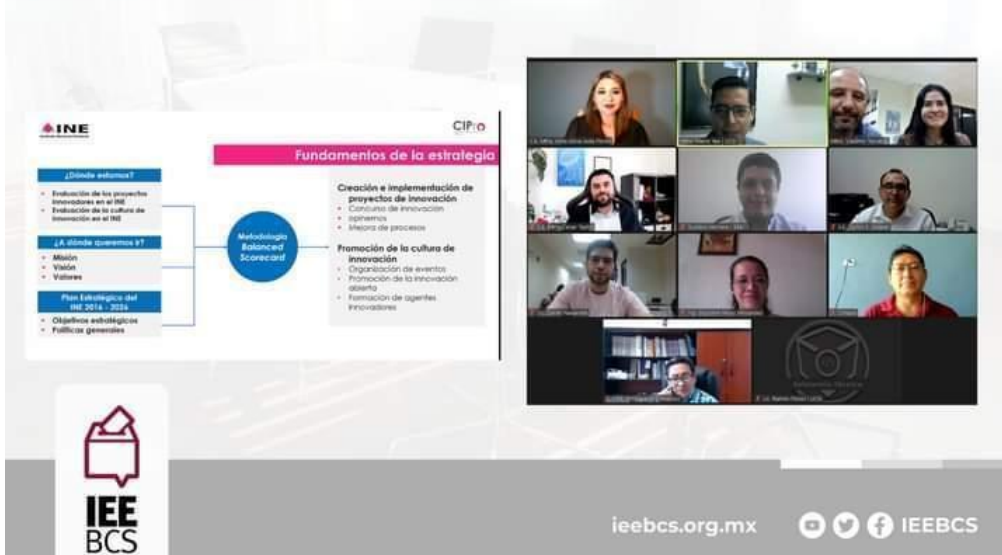 INE
CIPro
Fundamentos de la estrategia
¿Dónde estamos?
Evaluación de los proyectos
innovadores en el INE
Evaluación de la cultura de
innovación en el INE
¿A dónde queremos ir?
Misión
Visión
Valores
Plan Estratégico del
INE 2016 - 2026
Objetivos estratégicos
Políticas generales
Metodología
Balanced
Scorecard
Creación e implementación de
proyectos de innovación
Concurso de innovación
opinemos
Mejora de procesos
Promoción de la cultura de
innovación
Organización de eventos
Promoción de la innovación
abierta
Formación de agentes
innovadores
IEE
BCS
ieebcs.org.mx
IEEBCS